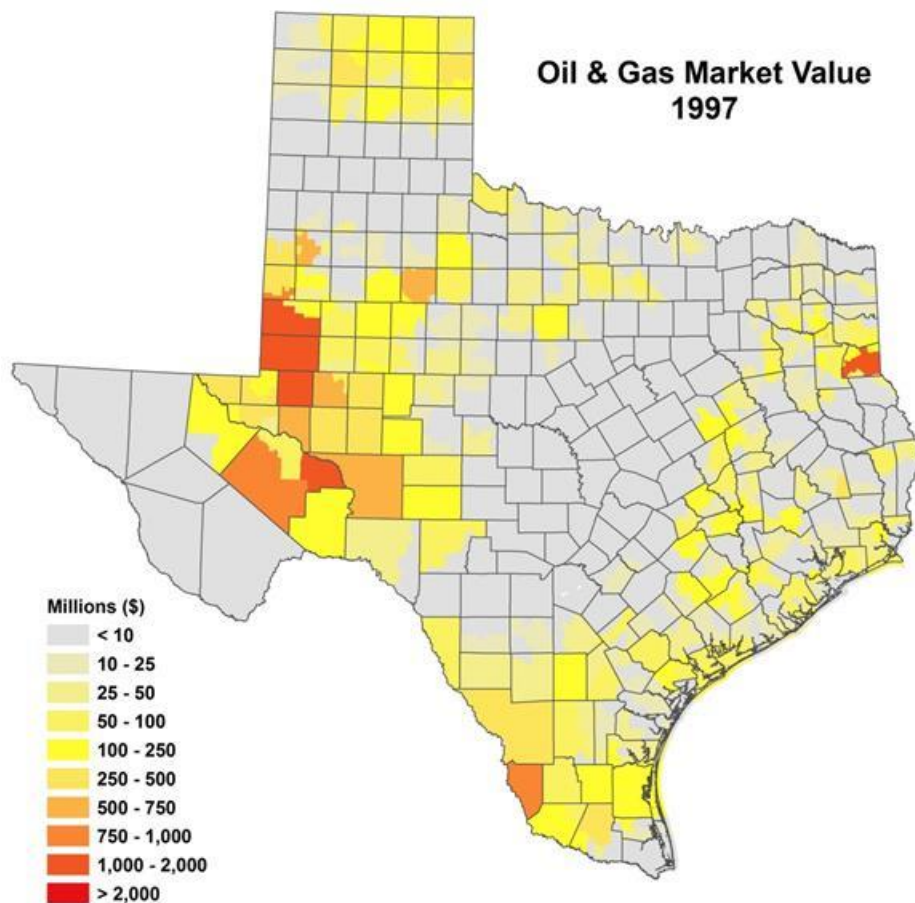 Oil & Gas Market Value
1997
Millions ($)
< 10
10 - 25
25 - 50
50 - 100
100 - 250
250 - 500
500 - 750
750 - 1,000
1,000 - 2,000
> 2,000